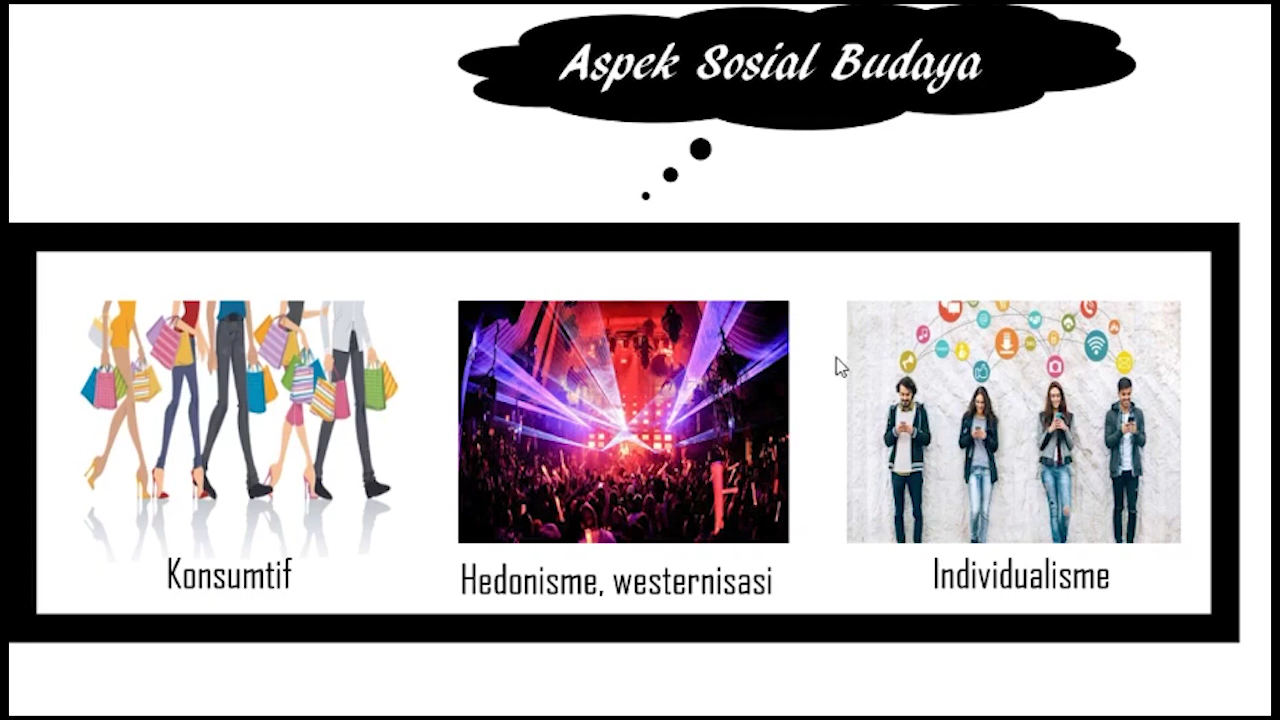 Aspek Sosial Budaya
Konsumtif
Hedonisme, westernisasi
Individualisme